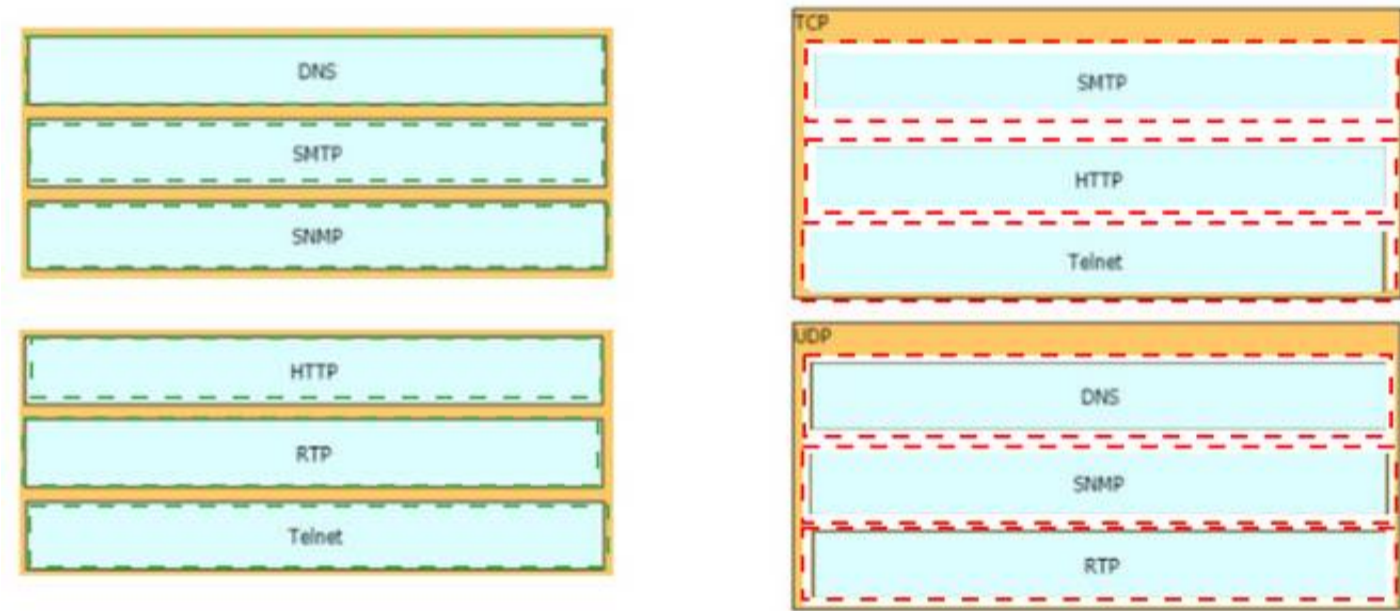 DNS
SMTP
SNMP
HTTP
RTP
Telnet
TCP
SMTP
HTTP
Telnet
UDP
DNS
SNMP
RTP